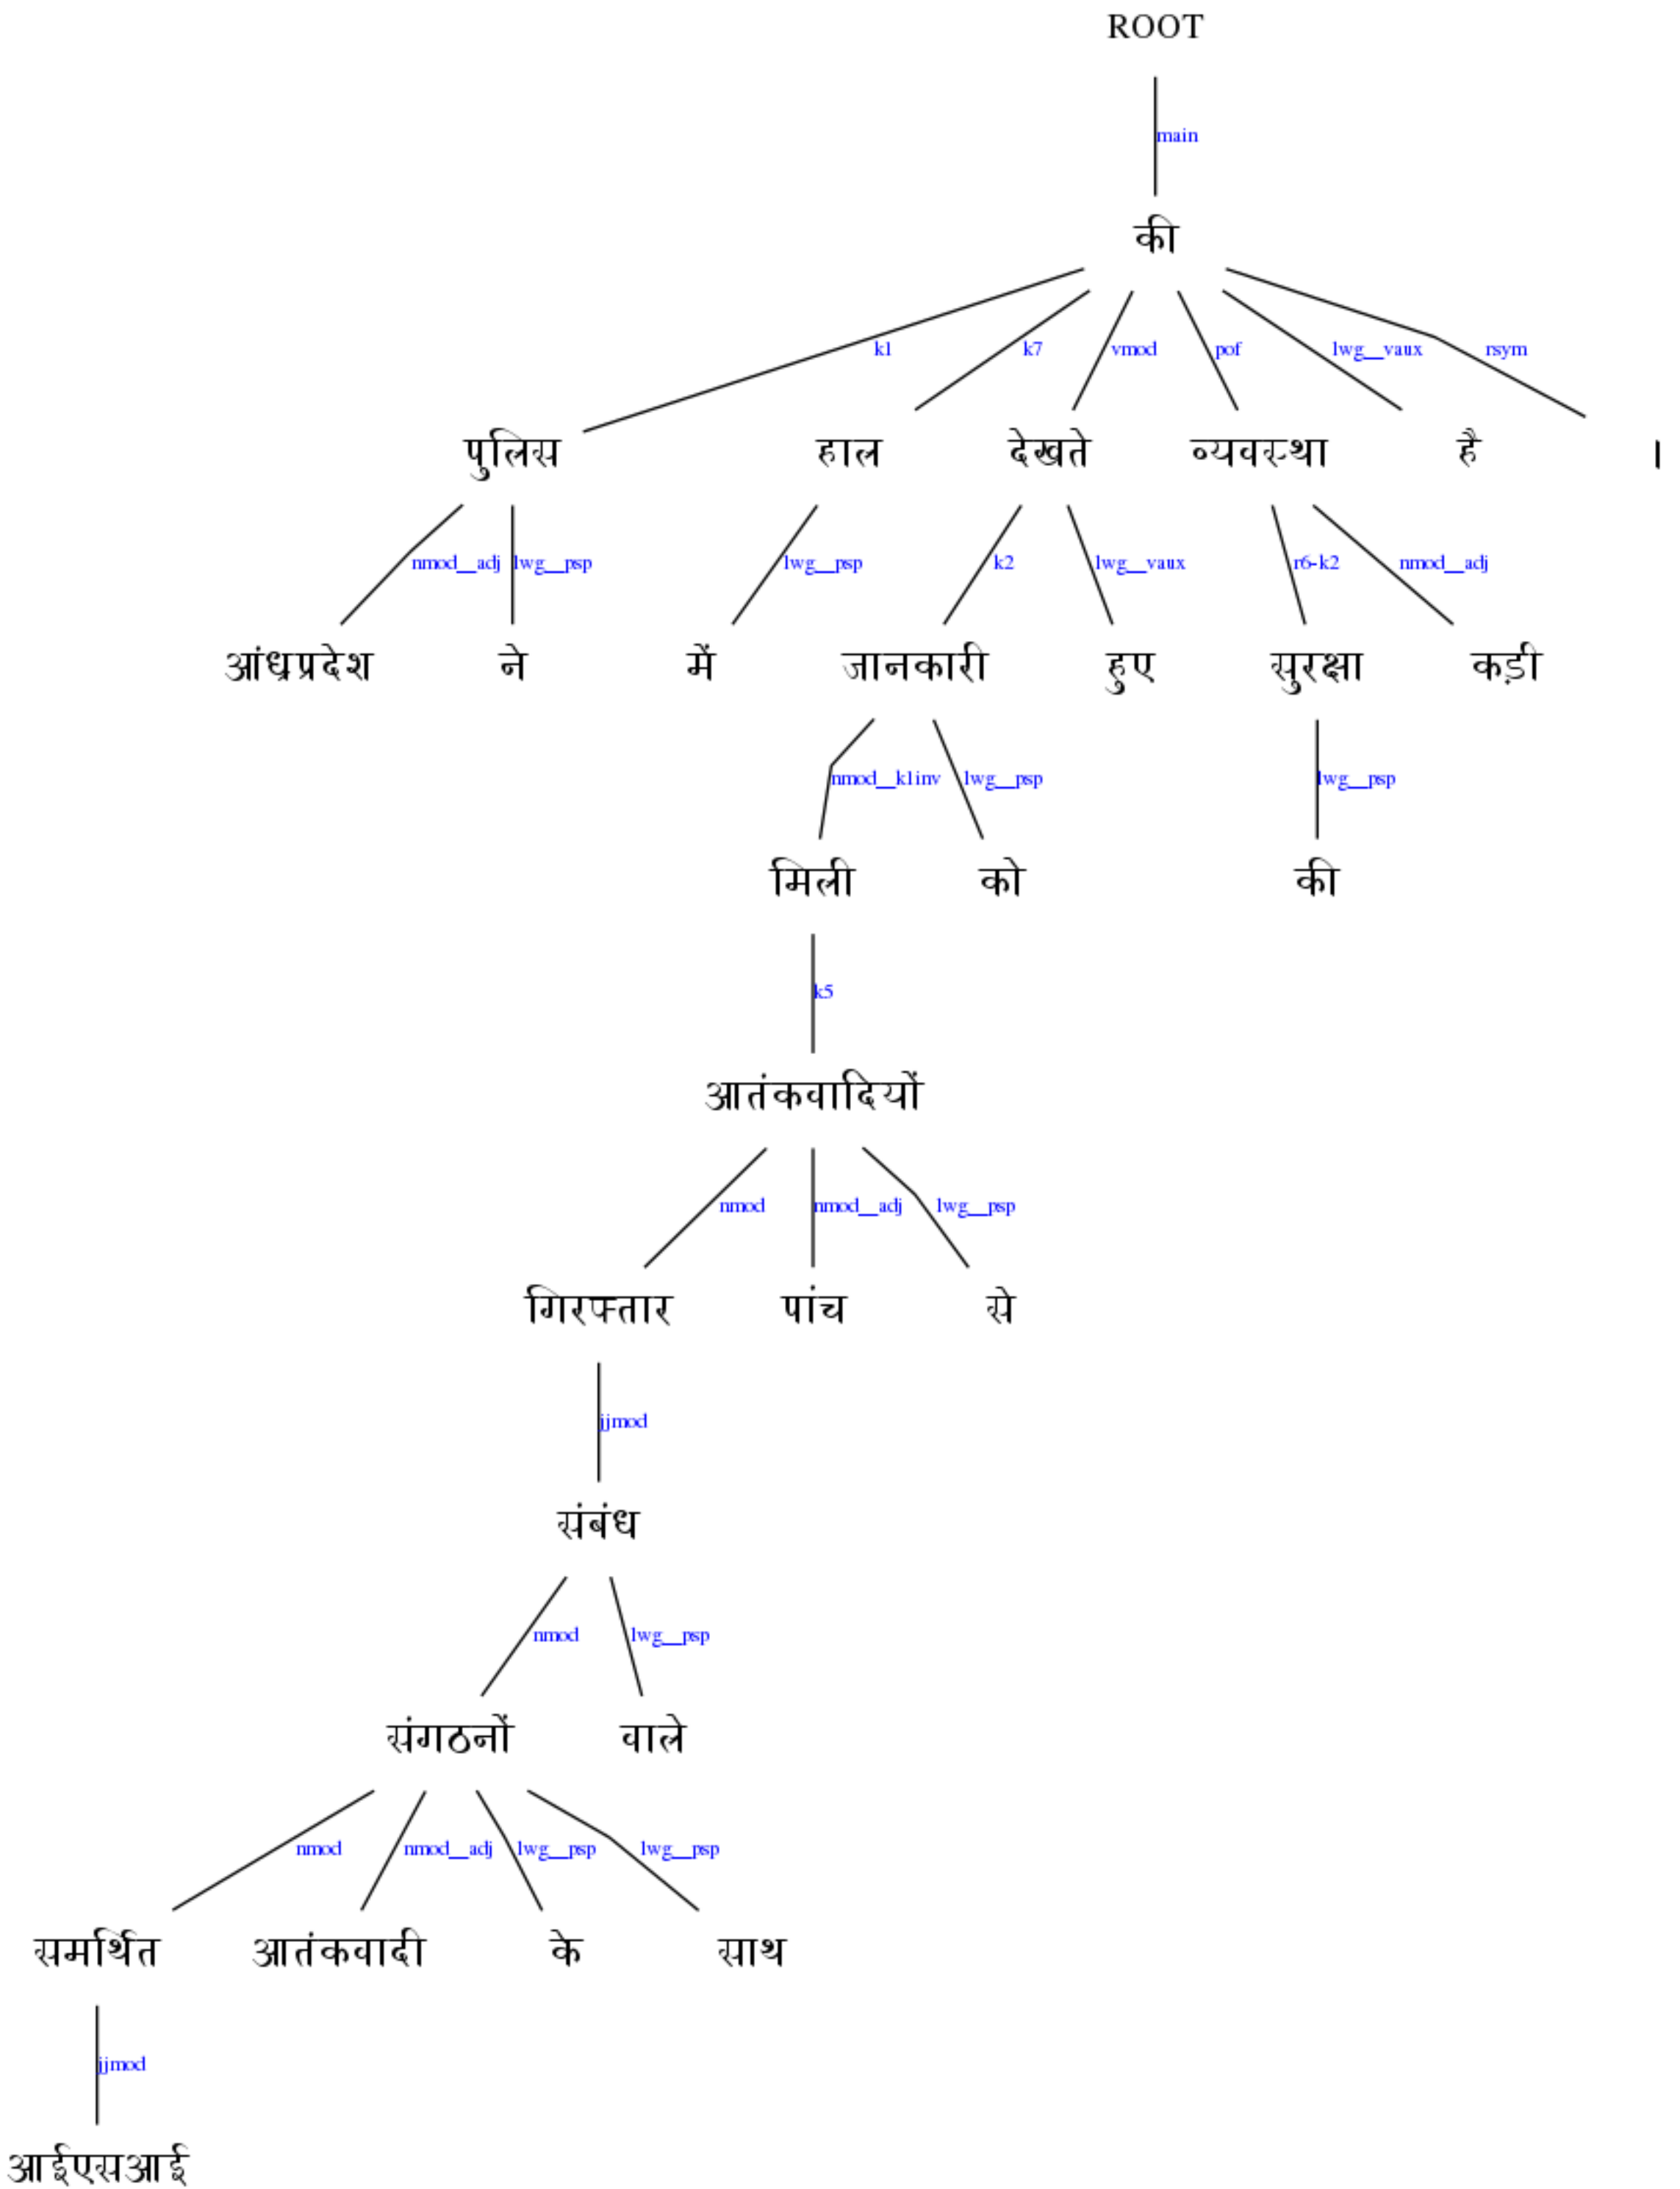 ROOT
main
की
k1 k7 vmod pof lwg__vaux rsym
पुलिस हाल देखते व्यवस्था है ।
nmod__adj lwg__psp lwg__psp k2 lwg__vaux r6-k2 nmod__adj
आंध्रप्रदेश ने में जानकारी हुए सुरक्षा कड़ी
nmod__k1inv lwg__psp lwg__psp
मिली को की
k5
आतंकवादियों
nmod nmod__adj lwg__psp
गिरफ्तार पांच से
jjmod
संबंध
nmod lwg__psp
संगठनों वाले
nmod nmod__adj lwg__psp lwg__psp
समर्थित आतंकवादी के साथ
jjmod
आईएसआई